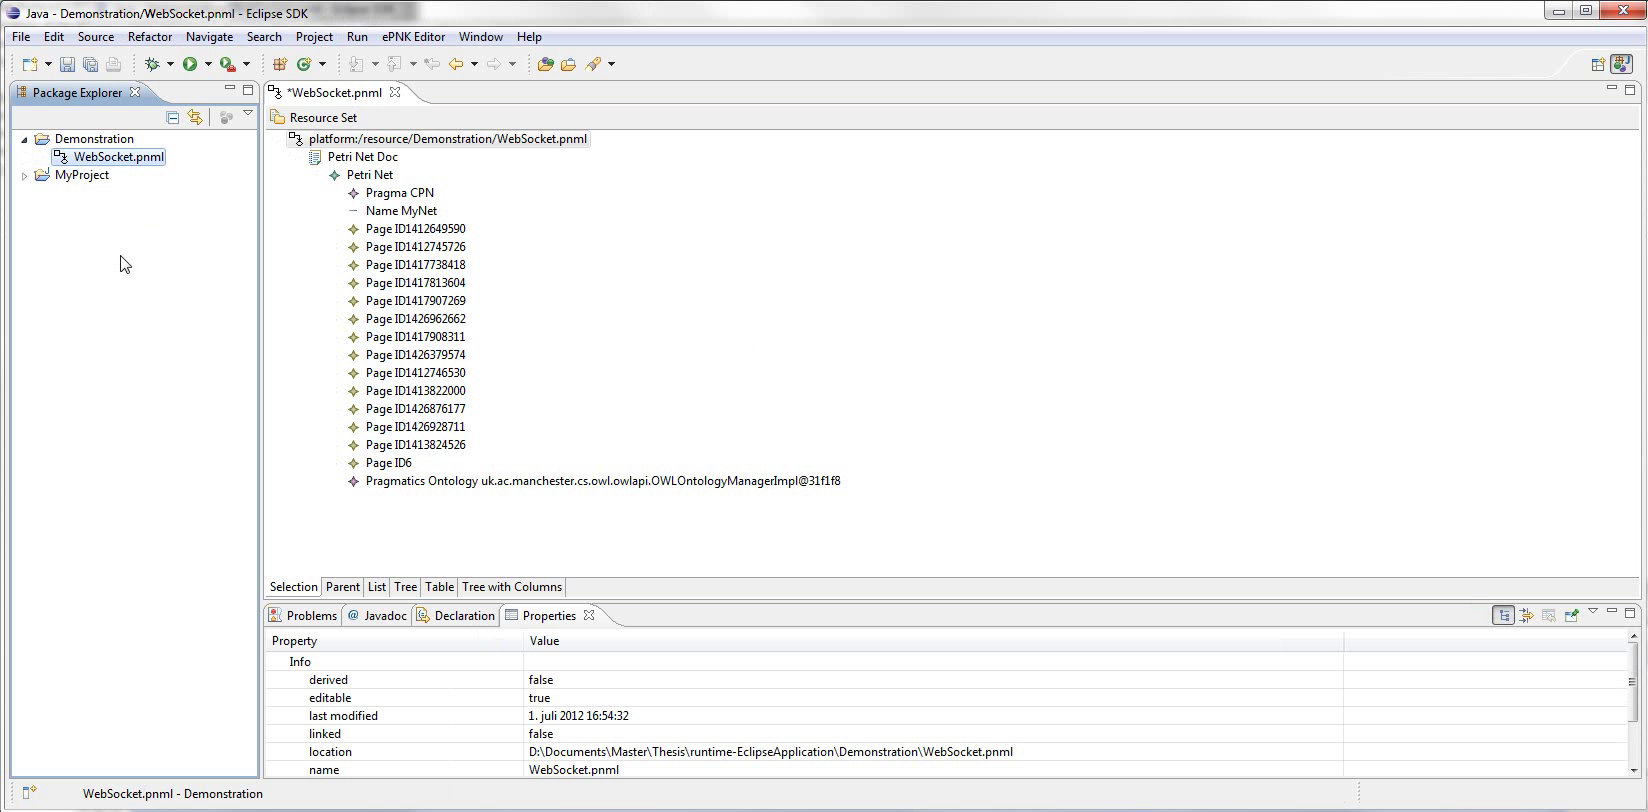 Java - Demonstration/WebSocket.pnml - Eclipse SDK
File Edit Source Refactor Navigate Search Project Run ePNK Editor Window Help
Package Explorer
Demonstration
WebSocket.pnml
MyProject
*WebSocket.pnml
Resource Set
platform:/resource/Demonstration/WebSocket.pnml
Petri Net Doc
Petri Net
Pragma CPN
Name MyNet
Page ID1412649590
Page ID1412745726
Page ID1417738418
Page ID1417813604
Page ID1417907269
Page ID1426962662
Page ID1417908311
Page ID1426379574
Page ID1412746530
Page ID1413822000
Page ID1426876177
Page ID1426928711
Page ID1413824526
Page ID6
Pragmatics Ontology uk.ac.manchester.cs.owl.owlapi.OWLOntologyManagerImpl@31f1f8
Selection Parent List Tree Table Tree with Columns
Problems @ Javadoc Declaration Properties
Property Value
Info
derived false
editable true
last modified 1. juli 2012 16:54:32
linked false
location D:\Documents\Master\Thesis\runtime-EclipseApplication\Demonstration\WebSocket.pnml
name WebSocket.pnml
WebSocket.pnml - Demonstration